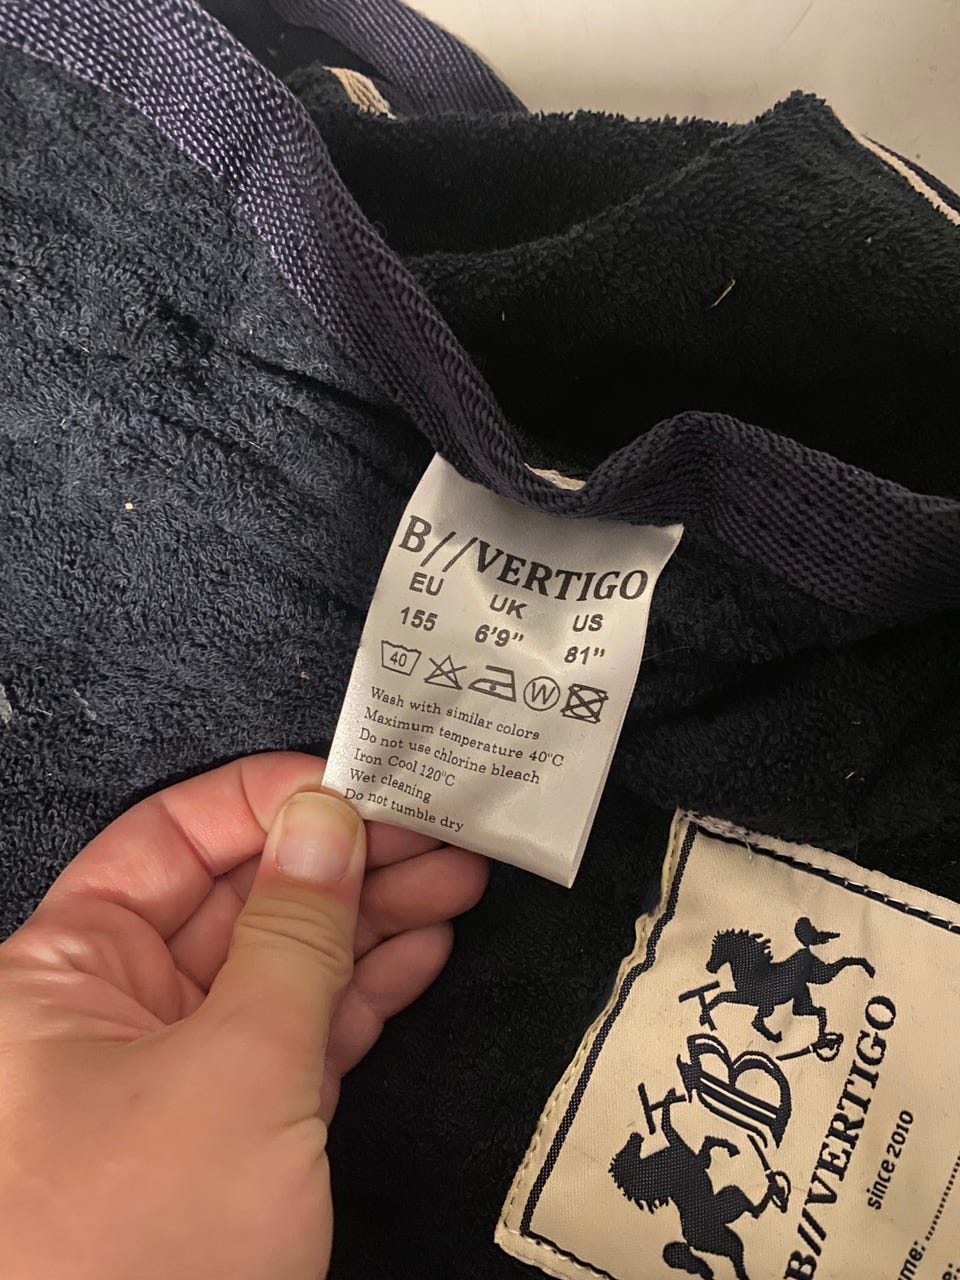 B//VERTIGO
EU UK US
155 6'9" 81"
40 W
Wash with similar colors
Maximum temperature 40°C
Do not use chlorine bleach
Iron Cool 120°C
Wet cleaning
Do not tumble dry
B
B//VERTIGO
since 2010
me:..........
e: